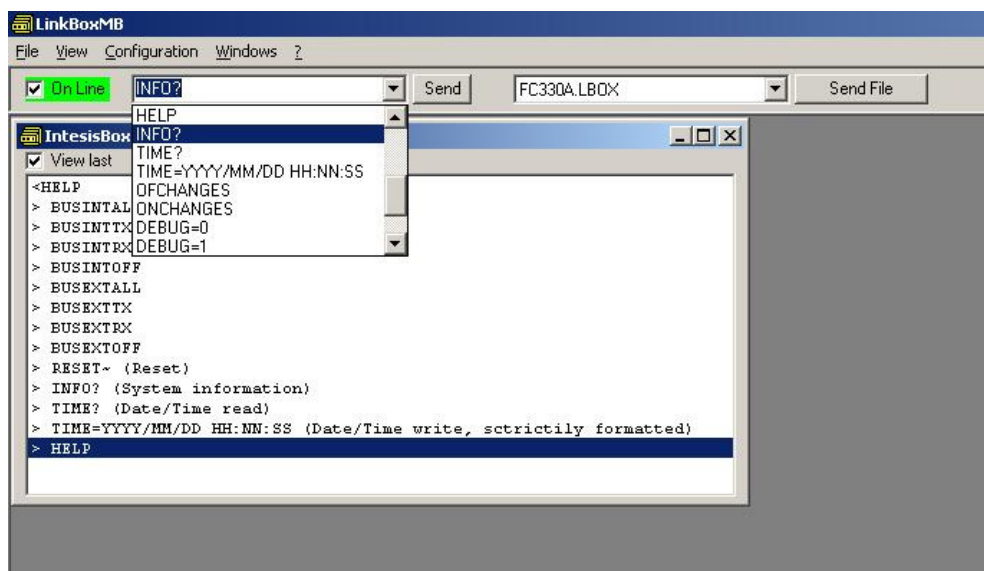 LinkBoxMB
File View Configuration Windows ?
On Line INFO? Send FC330A.LBOX Send File
HELP
INFO?
TIME?
TIME=YYYY/MM/DD HH:NN:SS
OFCHANGES
ONCHANGES
DEBUG=0
DEBUG=1
IntesisBox
View last
<HELP
> BUSINTAL
> BUSINTTX
> BUSINTRX
> BUSINTOFF
> BUSEXTALL
> BUSEXTTX
> BUSEXTRX
> BUSEXTOFF
> RESET~ (Reset)
> INFO? (System information)
> TIME? (Date/Time read)
> TIME=YYYY/MM/DD HH:NN:SS (Date/Time write, sctrictily formatted)
> HELP